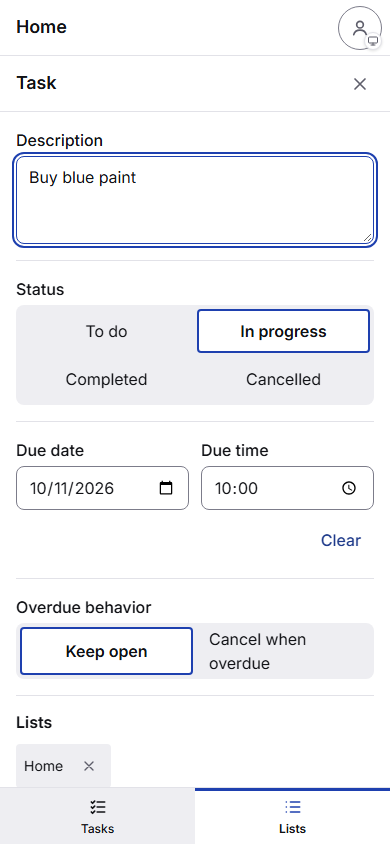 Home
Task
Description
Buy blue paint
Status
To do
In progress
Completed
Cancelled
Due date
Due time
10/11/2026
10:00
Clear
Overdue behavior
Keep open
Cancel when
overdue
Lists
Home
Tasks
Lists